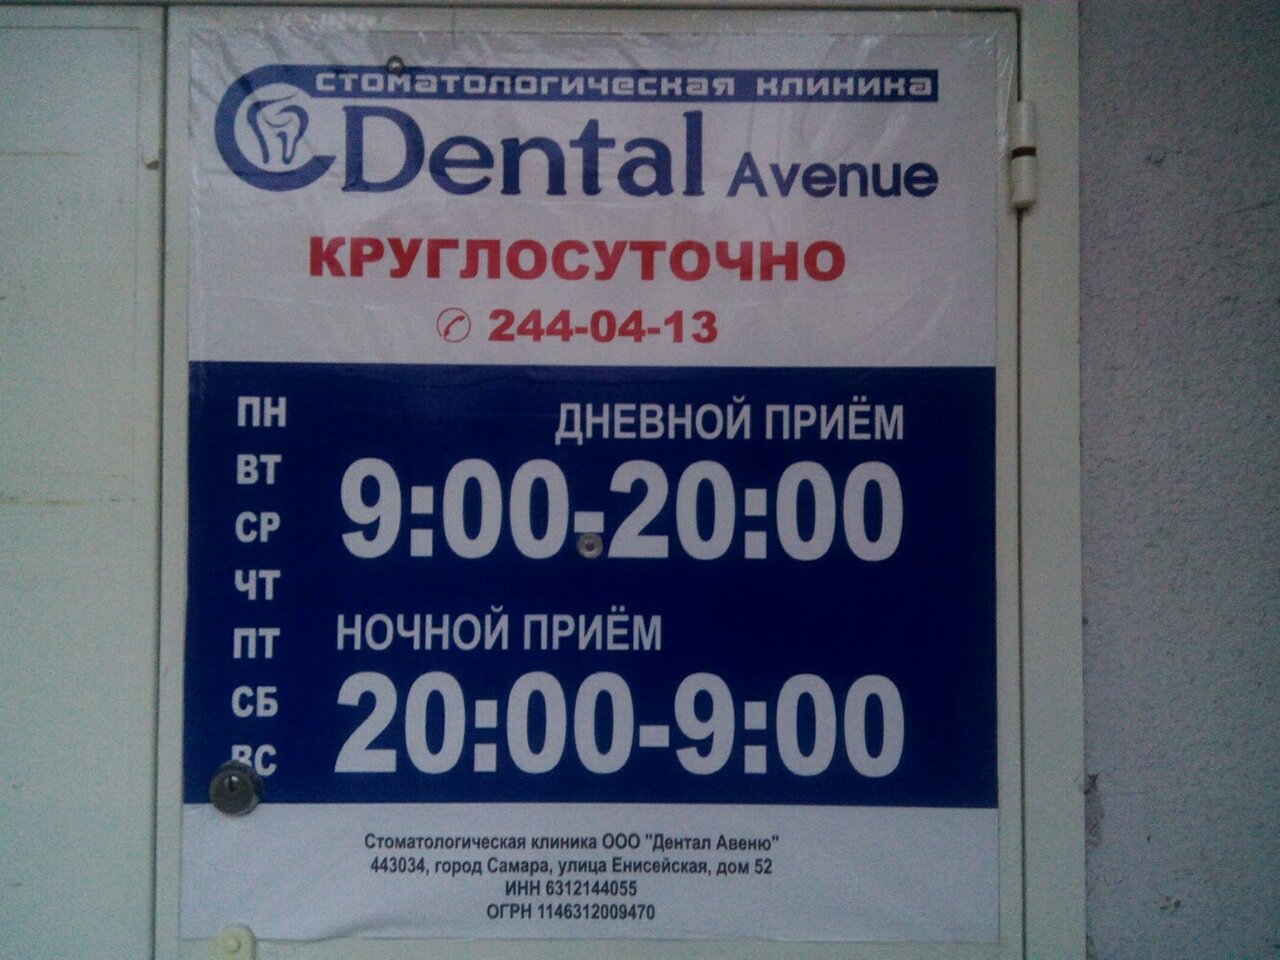 СТОМАТОЛОГИЧЕСКАЯ КЛИНИКА
Dental Avenue
КРУГЛОСУТОЧНО
✆ 244-04-13
ПН
ВТ
СР
ЧТ
ПТ
СБ
ВС
ДНЕВНОЙ ПРИЁМ
9:00-20:00
НОЧНОЙ ПРИЁМ
20:00-9:00
Стоматологическая клиника ООО "Дентал Авеню"
443034, город Самара, улица Енисейская, дом 52
ИНН 6312144055
ОГРН 1146312009470